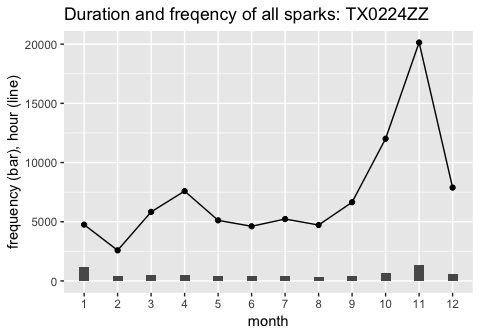 Duration and freqency of all sparks: TX0224ZZ
frequency (bar), hour (line)
20000
15000
10000
5000
0
1 2 3 4 5 6 7 8 9 10 11 12
month